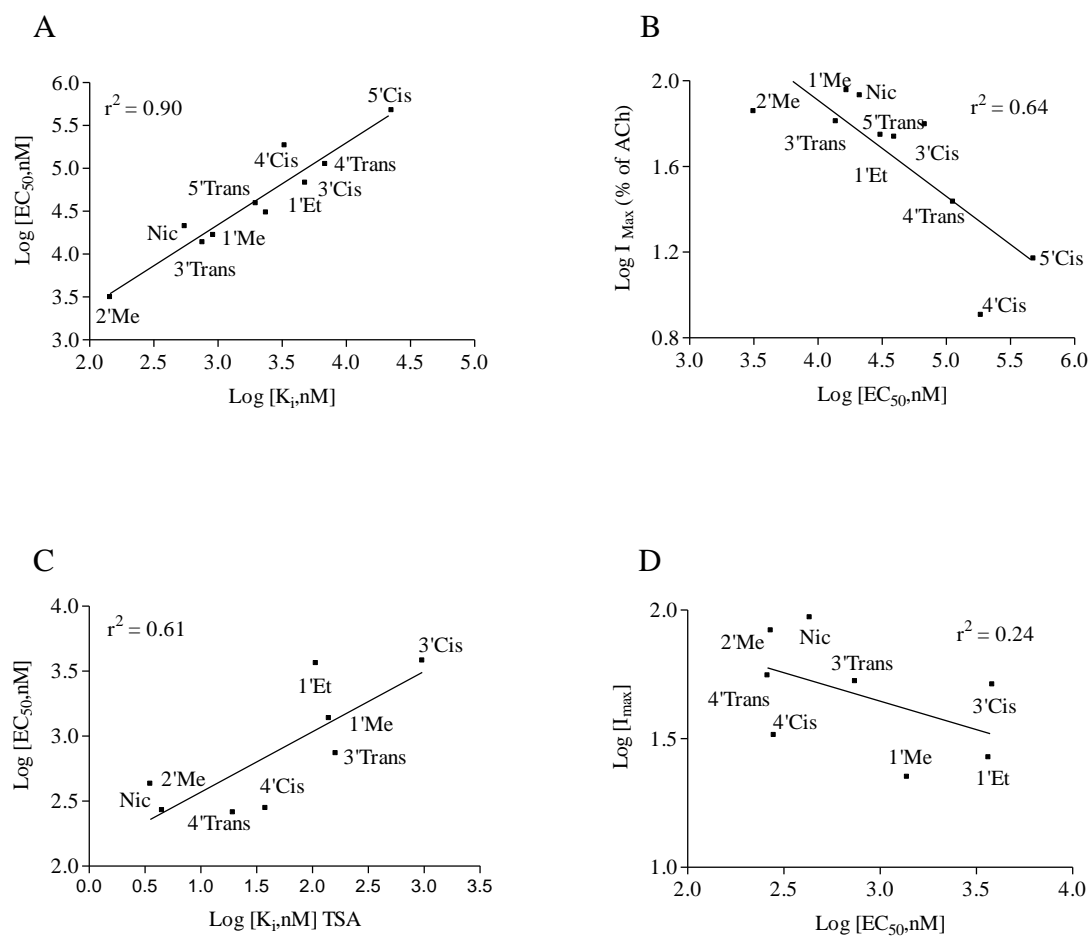 A
r² = 0.90
Log [EC₅₀,nM]
6.0
5.5
5.0
4.5
4.0
3.5
3.0
5'Cis
4'Cis
4'Trans
5'Trans
3'Cis
1'Et
Nic
1'Me
3'Trans
2'Me
2.0
2.5
3.0
3.5
4.0
4.5
5.0
Log [Kᵢ,nM]
B
Log I Max (% of ACh)
2.0
1.6
1.2
0.8
1'Me
Nic
2'Me
r² = 0.64
3'Trans
5'Trans
3'Cis
1'Et
4'Trans
5'Cis
4'Cis
3.0
3.5
4.0
4.5
5.0
5.5
6.0
Log [EC₅₀,nM]
C
r² = 0.61
Log [EC₅₀,nM]
4.0
3.5
3.0
2.5
2.0
3'Cis
1'Et
1'Me
3'Trans
2'Me
4'Cis
Nic
4'Trans
0.0
0.5
1.0
1.5
2.0
2.5
3.0
3.5
Log [Kᵢ,nM] TSA
D
Log [Iₘₐₓ]
2.0
1.5
1.0
2'Me
Nic
r² = 0.24
3'Trans
4'Trans
3'Cis
4'Cis
1'Me
1'Et
2.0
2.5
3.0
3.5
4.0
Log [EC₅₀,nM]